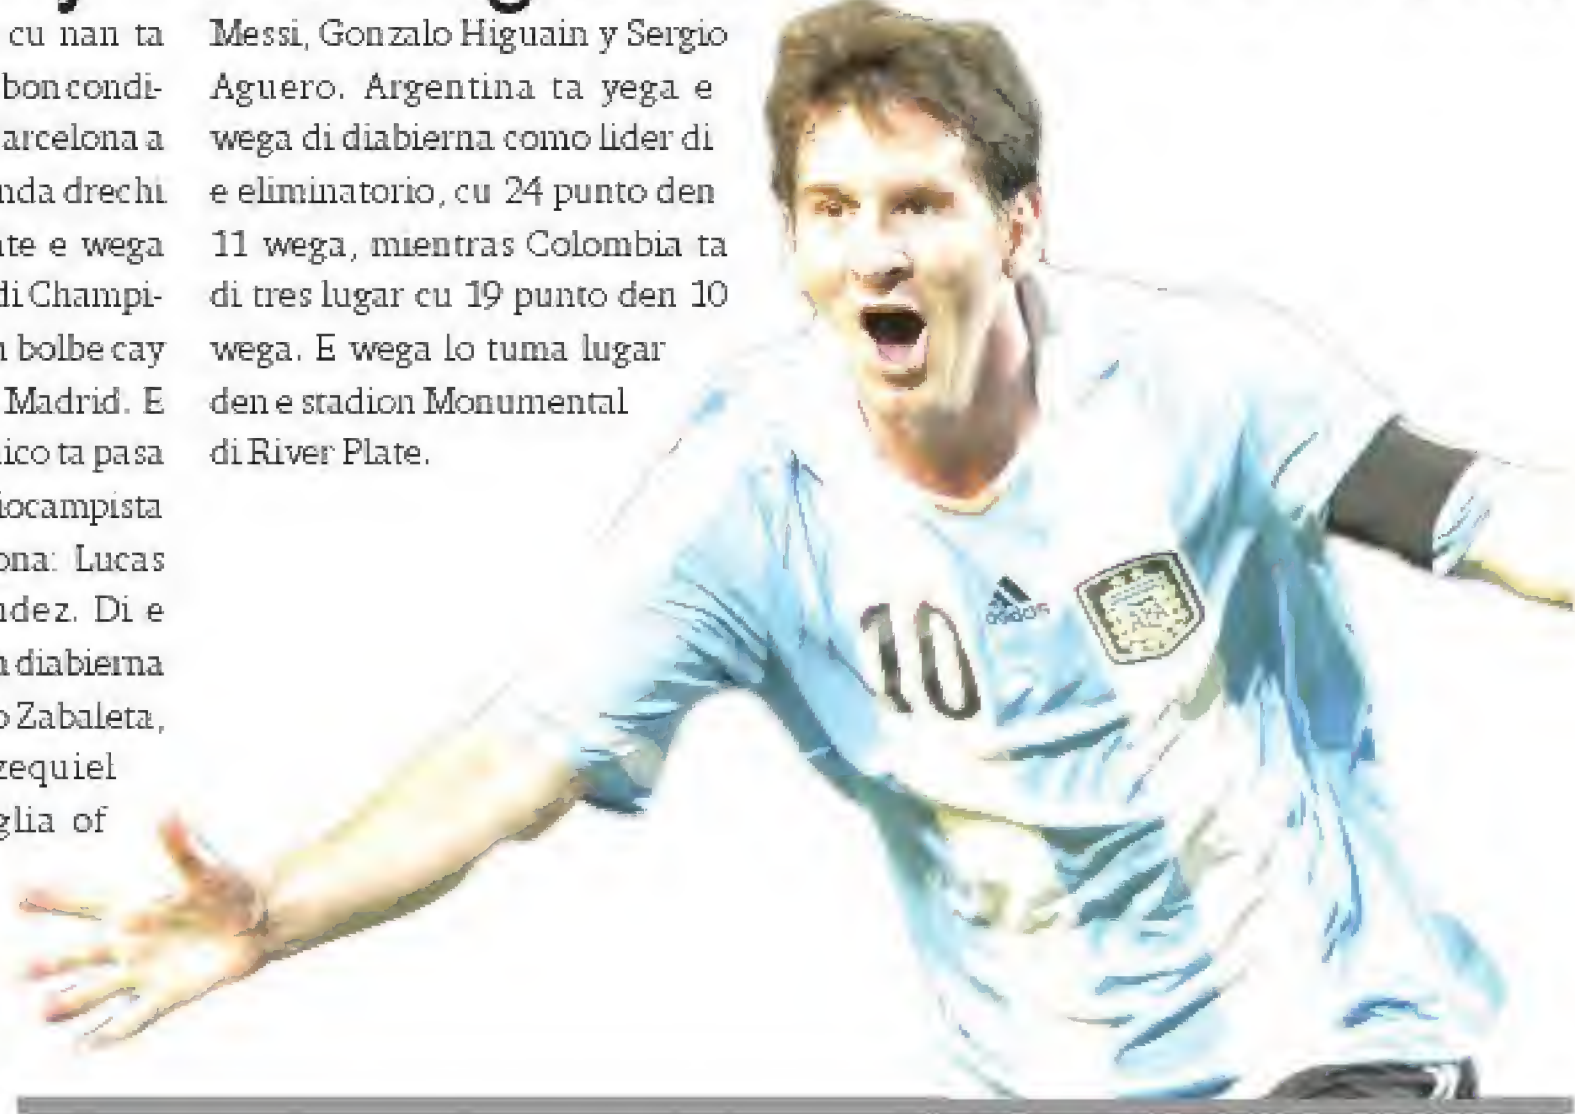 cu nan ta
bon condi-
arcelona a
nda drechi
te e wega
di Champi-
bolbe cay
Madrid. E
ico ta pasa
iocampista
ona: Lucas
ndez. Di e
diabierna
o Zabaleta,
zequiel
glia of
Messi, Gonzalo Higuain y Sergio
Aguero. Argentina ta yega e
wega di diabierna como lider di
e eliminatorio, cu 24 punto den
11 wega, mientras Colombia ta
di tres lugar cu 19 punto den 10
wega. E wega lo tuma lugar
den e stadion Monumental
di River Plate.
10
adidas
AFA